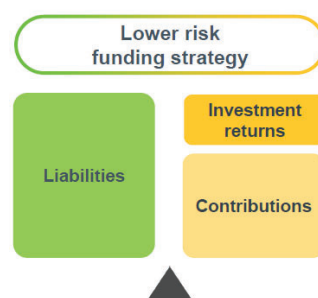 Lower risk
funding strategy
Liabilities
Investment
returns
Contributions